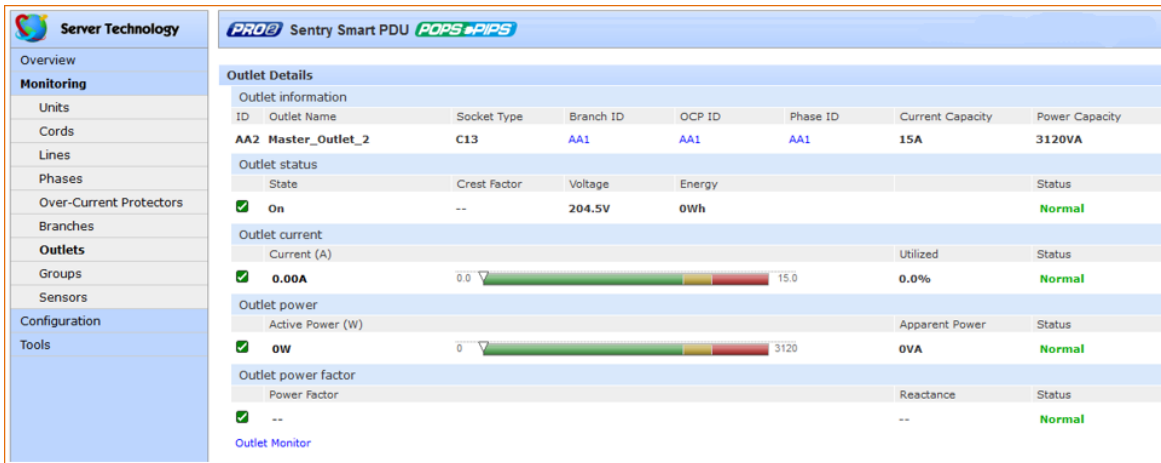 Server Technology
PRO2 Sentry Smart PDU POPS PIPS
Overview
Monitoring
Units
Cords
Lines
Phases
Over-Current Protectors
Branches
Outlets
Groups
Sensors
Configuration
Tools
Outlet Details
Outlet information
ID Outlet Name Socket Type Branch ID OCP ID Phase ID Current Capacity Power Capacity
AA2 Master_Outlet_2 C13 AA1 AA1 AA1 15A 3120VA
Outlet status
State Crest Factor Voltage Energy Status
On -- 204.5V 0Wh Normal
Outlet current
Current (A) Utilized Status
0.00A 0.0 15.0 0.0% Normal
Outlet power
Active Power (W) Apparent Power Status
0W 0 3120 0VA Normal
Outlet power factor
Power Factor Reactance Status
-- -- Normal
Outlet Monitor